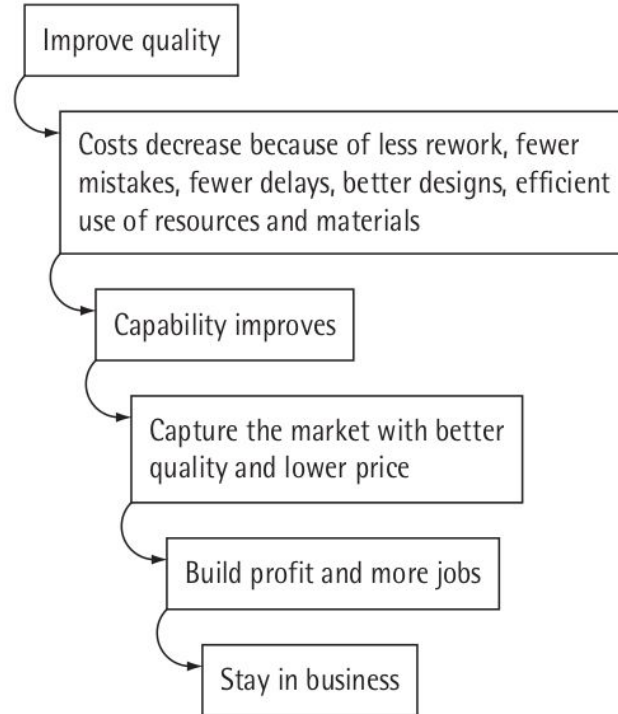 Improve quality
Costs decrease because of less rework, fewer
mistakes, fewer delays, better designs, efficient
use of resources and materials
Capability improves
Capture the market with better
quality and lower price
Build profit and more jobs
Stay in business